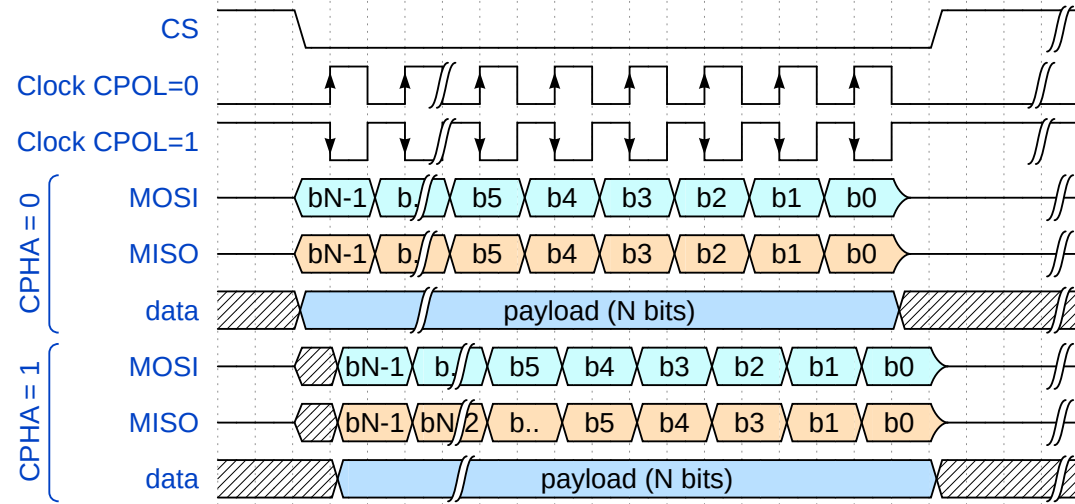 CS
Clock CPOL=0
Clock CPOL=1
CPHA = 0
MOSI bN-1 b. b5 b4 b3 b2 b1 b0
MISO bN-1 b. b5 b4 b3 b2 b1 b0
data payload (N bits)
CPHA = 1
MOSI bN-1 b. b5 b4 b3 b2 b1 b0
MISO bN-1 bN 2 b.. b5 b4 b3 b1 b0
data payload (N bits)